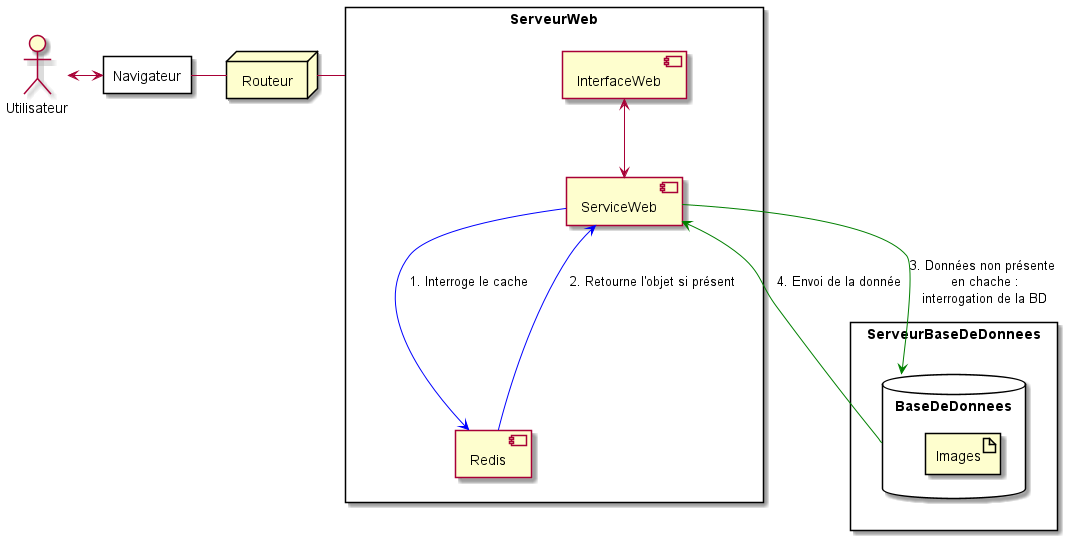 ServeurWeb
InterfaceWeb
Utilisateur
Navigateur
Routeur
ServiceWeb
1. Interroge le cache
2. Retourne l'objet si présent
4. Envoi de la donnée
3. Données non présente
en chache :
interrogation de la BD
ServeurBaseDeDonnees
BaseDeDonnees
Images
Redis